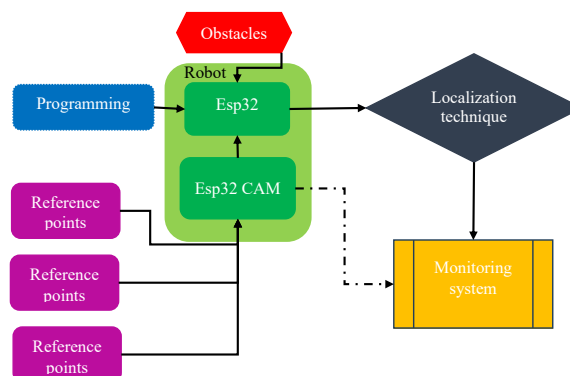 Obstacles
Robot
Programming
Esp32
Localization
technique
Esp32 CAM
Reference
points
Reference
points
Monitoring
system
Reference
points